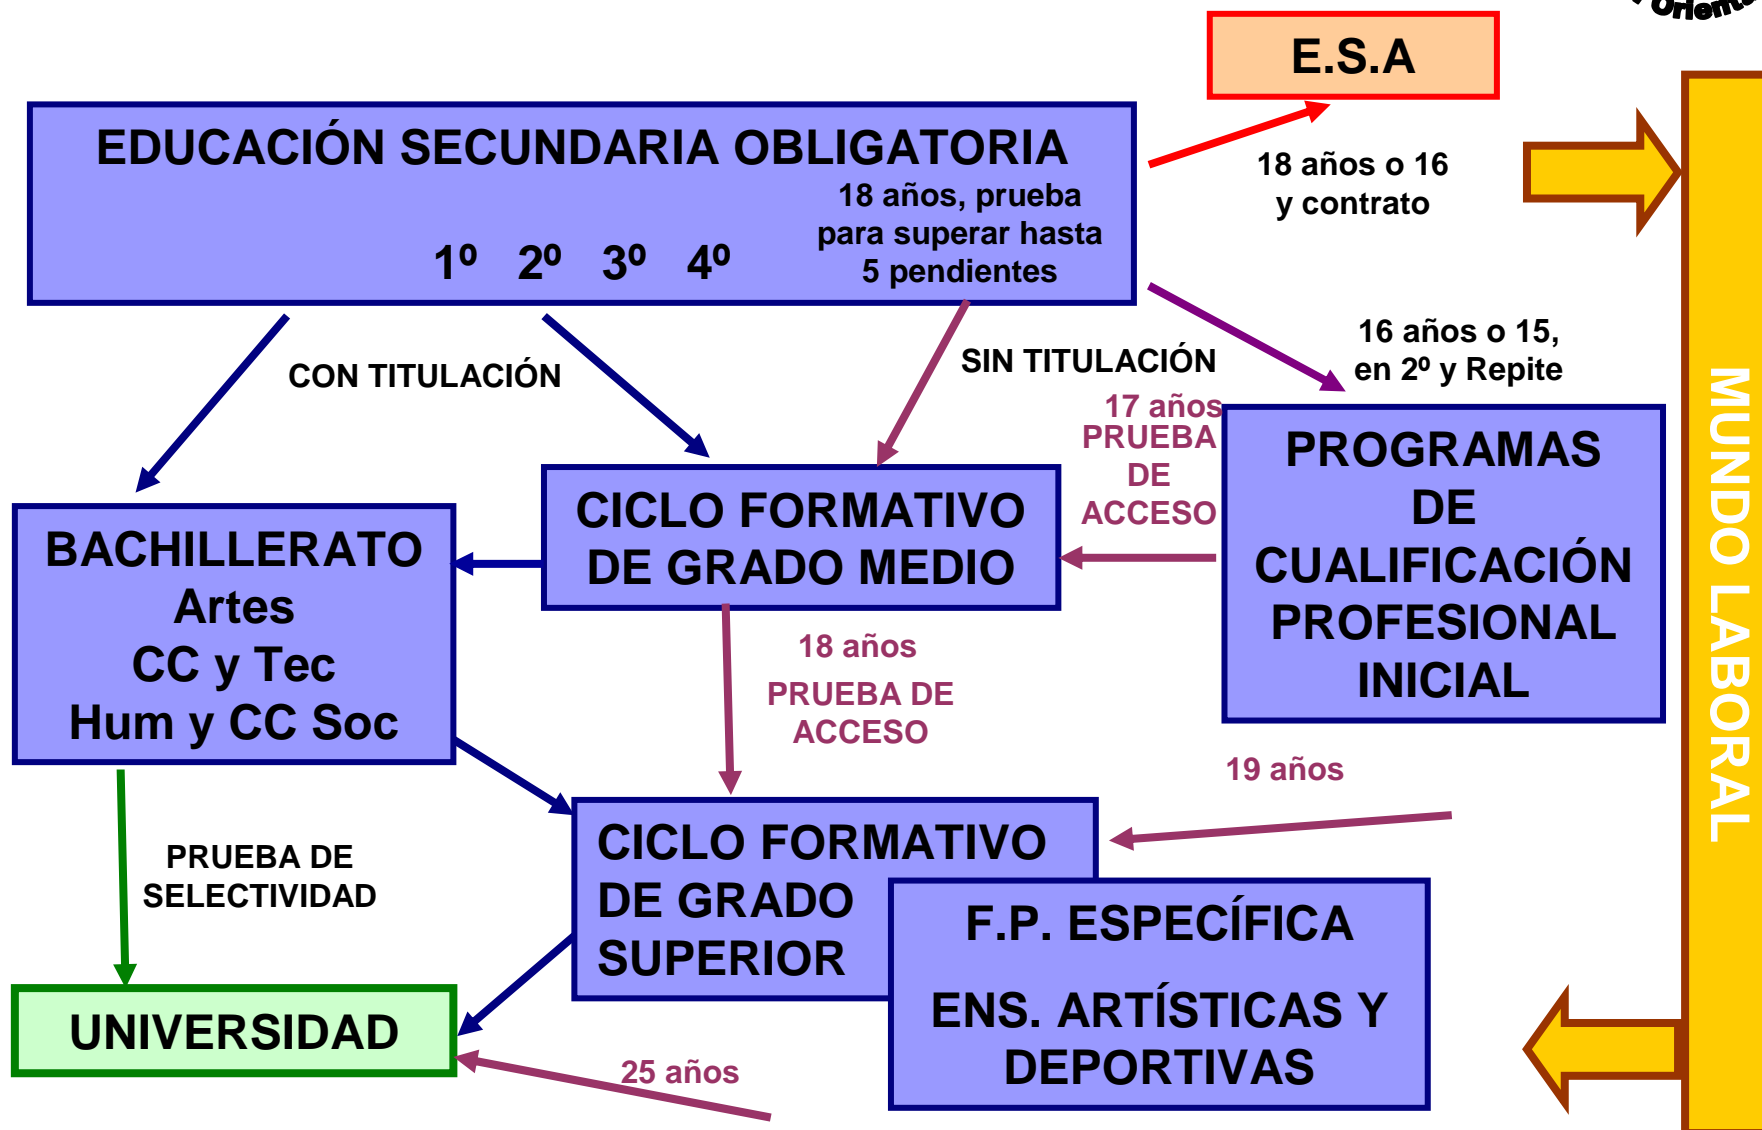 Orient
E.S.A
EDUCACIÓN SECUNDARIA OBLIGATORIA
18 años, prueba
para superar hasta
5 pendientes
1º 2º 3º 4º
18 años o 16
y contrato
CON TITULACIÓN
SIN TITULACIÓN
16 años o 15,
en 2º y Repite
17 años
PRUEBA
DE
ACCESO
PROGRAMAS
DE
CUALIFICACIÓN
PROFESIONAL
INICIAL
CICLO FORMATIVO
DE GRADO MEDIO
BACHILLERATO
Artes
CC y Tec
Hum y CC Soc
18 años
PRUEBA DE
ACCESO
19 años
PRUEBA DE
SELECTIVIDAD
CICLO FORMATIVO
DE GRADO
SUPERIOR
F.P. ESPECÍFICA
ENS. ARTÍSTICAS Y
DEPORTIVAS
UNIVERSIDAD
25 años
MUNDO LABORAL